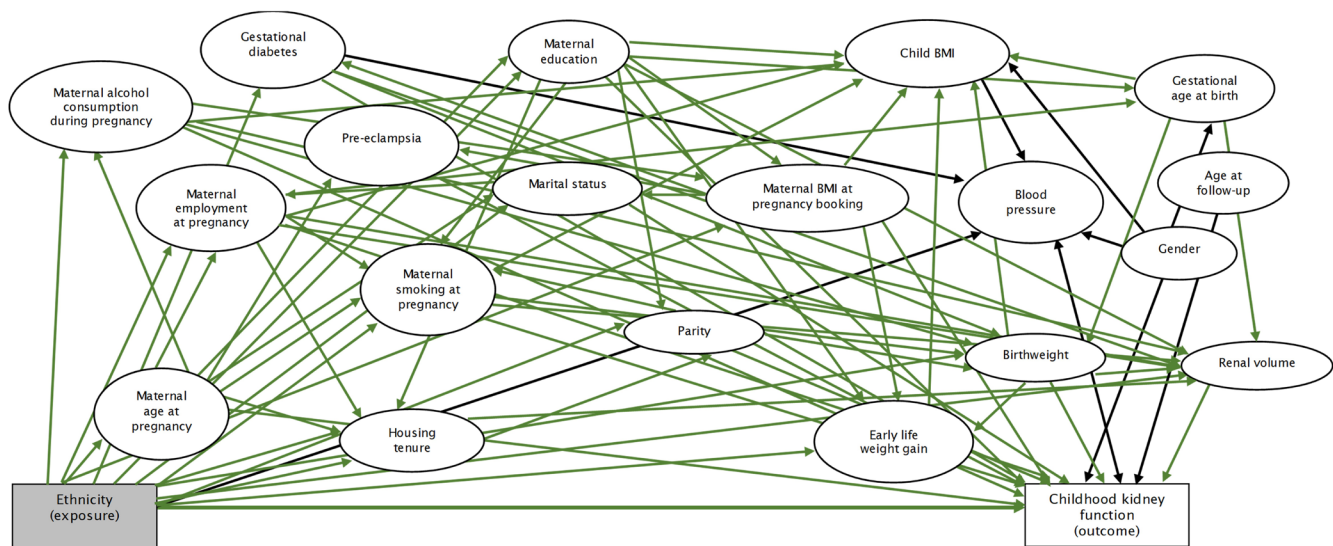 Gestational
diabetes
Maternal
education
Child BMI
Gestational
age at birth
Maternal alcohol
consumption
during pregnancy
Pre-eclampsia
Marital status
Maternal BMI at
pregnancy booking
Blood
pressure
Age at
follow-up
Maternal
employment
at pregnancy
Gender
Maternal
smoking at
pregnancy
Parity
Birthweight
Renal volume
Maternal
age at
pregnancy
Housing
tenure
Early life
weight gain
Ethnicity
(exposure)
Childhood kidney
function
(outcome)